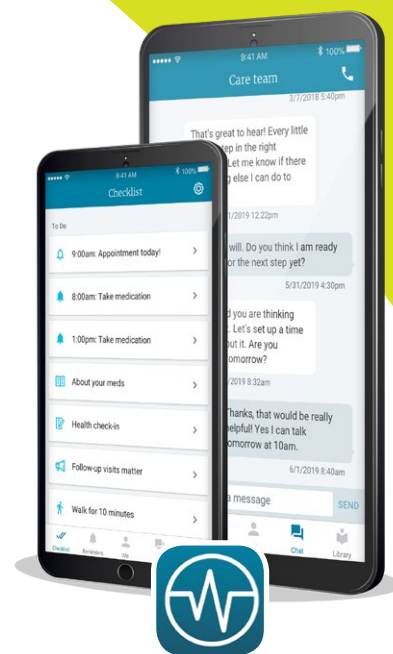 9:41 AM
100%
Care team
3/7/2018 5:40pm
That's great to hear! Every little
step in the right
Let me know if there
else I can do to
/2019 12:22pm
will. Do you think I am ready
for the next step yet?
5/31/2019 4:30pm
you are thinking
. Let's set up a time
out it. Are you
tomorrow?
/2019 8:32am
Thanks, that would be really
helpful! Yes I can talk
tomorrow at 10am.
6/1/2019 8:40am
a message
SEND
Chat
Library
9:41 AM
100%
Checklist
To Do
9:00am: Appointment today!
8:00am: Take medication
1:00pm: Take medication
About your meds
Health check-in
Follow-up visits matter
Walk for 10 minutes
Checklist
Reminders
Me